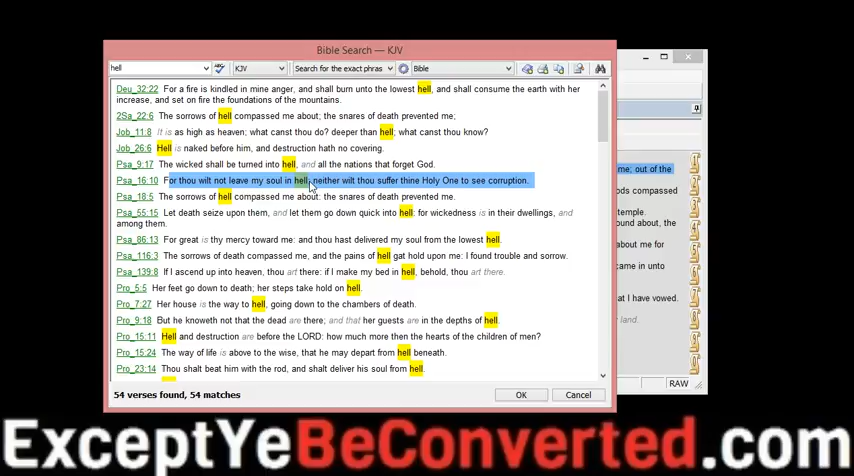 Bible Search — KJV
hell
KJV
Search for the exact phras
Bible
Deu_32:22 For a fire is kindled in mine anger, and shall burn unto the lowest hell, and shall consume the earth with her
increase, and set on fire the foundations of the mountains.
2Sa_22:6 The sorrows of hell compassed me about; the snares of death prevented me;
Job_11:8 It is as high as heaven; what canst thou do? deeper than hell; what canst thou know?
Job_26:6 Hell is naked before him, and destruction hath no covering.
Psa_9:17 The wicked shall be turned into hell, and all the nations that forget God.
Psa_16:10 For thou wilt not leave my soul in hell; neither wilt thou suffer thine Holy One to see corruption.
me, out of the
Psa_18:5 The sorrows of hell compassed me about: the snares of death prevented me.
ods compassed
Psa_55:15 Let death seize upon them, and let them go down quick into hell: for wickedness is in their dwellings, and
among them.
temple.
ound about, the
Psa_86:13 For great is thy mercy toward me: and thou hast delivered my soul from the lowest hell.
about me for
Psa_116:3 The sorrows of death compassed me, and the pains of hell gat hold upon me: I found trouble and sorrow.
Psa_139:8 If I ascend up into heaven, thou art there: if I make my bed in hell, behold, thou art there.
came in unto
Pro_5:5 Her feet go down to death; her steps take hold on hell.
Pro_7:27 Her house is the way to hell, going down to the chambers of death.
at I have vowed.
Pro_9:18 But he knoweth not that the dead are there; and that her guests are in the depths of hell.
land.
Pro_15:11 Hell and destruction are before the LORD: how much more then the hearts of the children of men?
Pro_15:24 The way of life is above to the wise, that he may depart from hell beneath.
Pro_23:14 Thou shalt beat him with the rod, and shalt deliver his soul from hell.
54 verses found, 54 matches
OK
Cancel
RAW
ExceptYeBeConverted.com